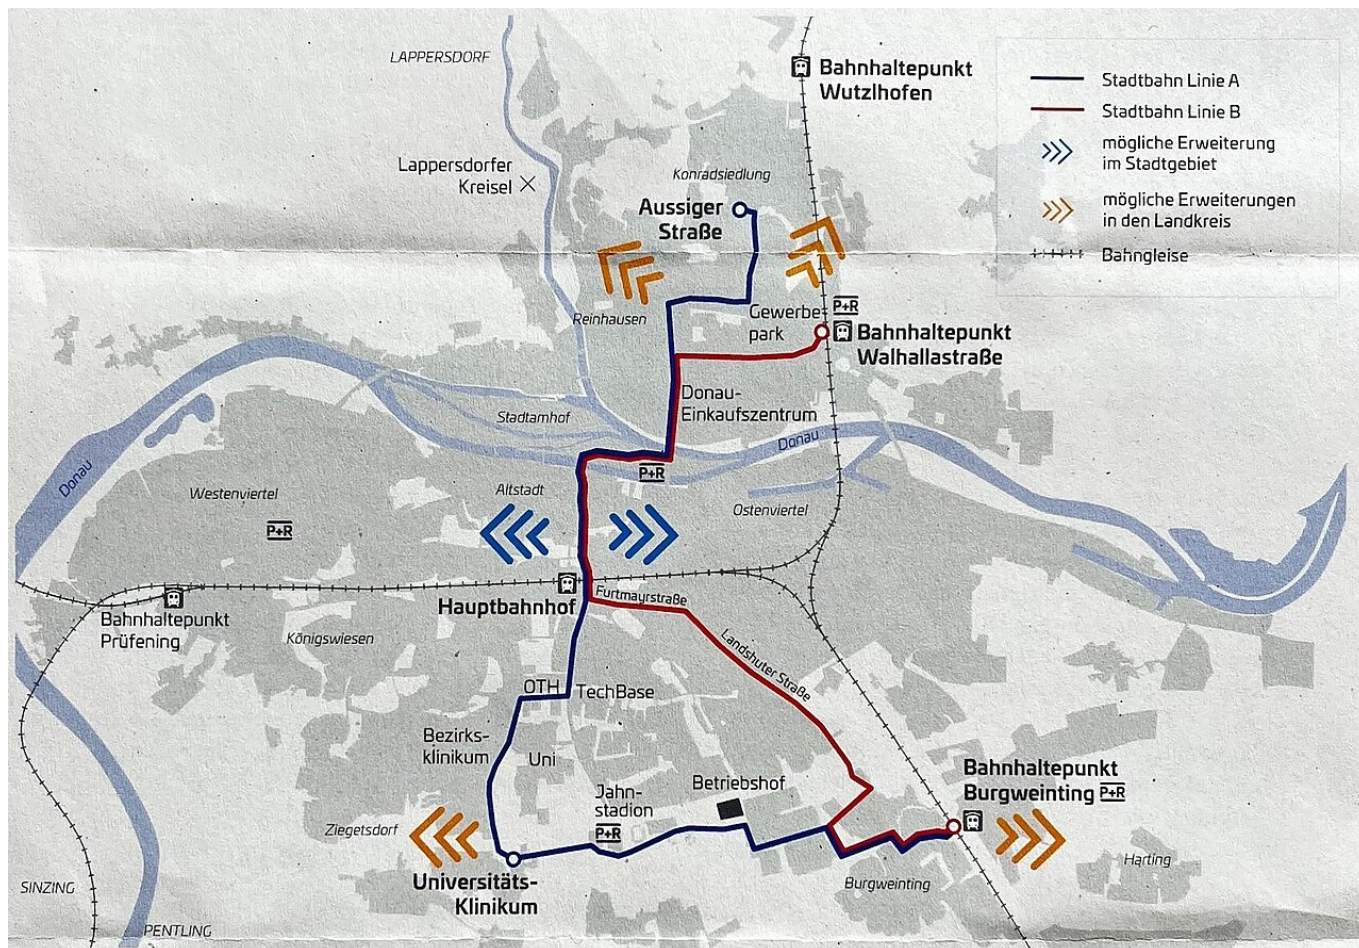 LAPPERSDORF
Bahnhaltepunkt
Wutzlhofen
Stadtbahn Linie A
Stadtbahn Linie B
mögliche Erweiterung
im Stadtgebiet
mögliche Erweiterungen
in den Landkreis
Bahngleise
Lappersdorfer
Kreisel
Konradsiedlung
Aussiger
Straße
Reinhausen
Gewerbe-
park
P+R
Bahnhaltepunkt
Walhallastraße
Donau-
Einkaufszentrum
Stadtamhof
Donau
Donau
P+R
Westenviertel
P+R
Altstadt
Ostenviertel
Hauptbahnhof
Furtmayrstraße
Bahnhaltepunkt
Prüfening
Königswiesen
Landshuter Straße
OTH
TechBase
Bezirks-
klinikum
Uni
Jahn-
stadion
P+R
Betriebshof
Bahnhaltepunkt
Burgweinting P+R
Ziegetsdorf
Universitäts-
Klinikum
Burgweinting
Harting
SINZING
PENTLING